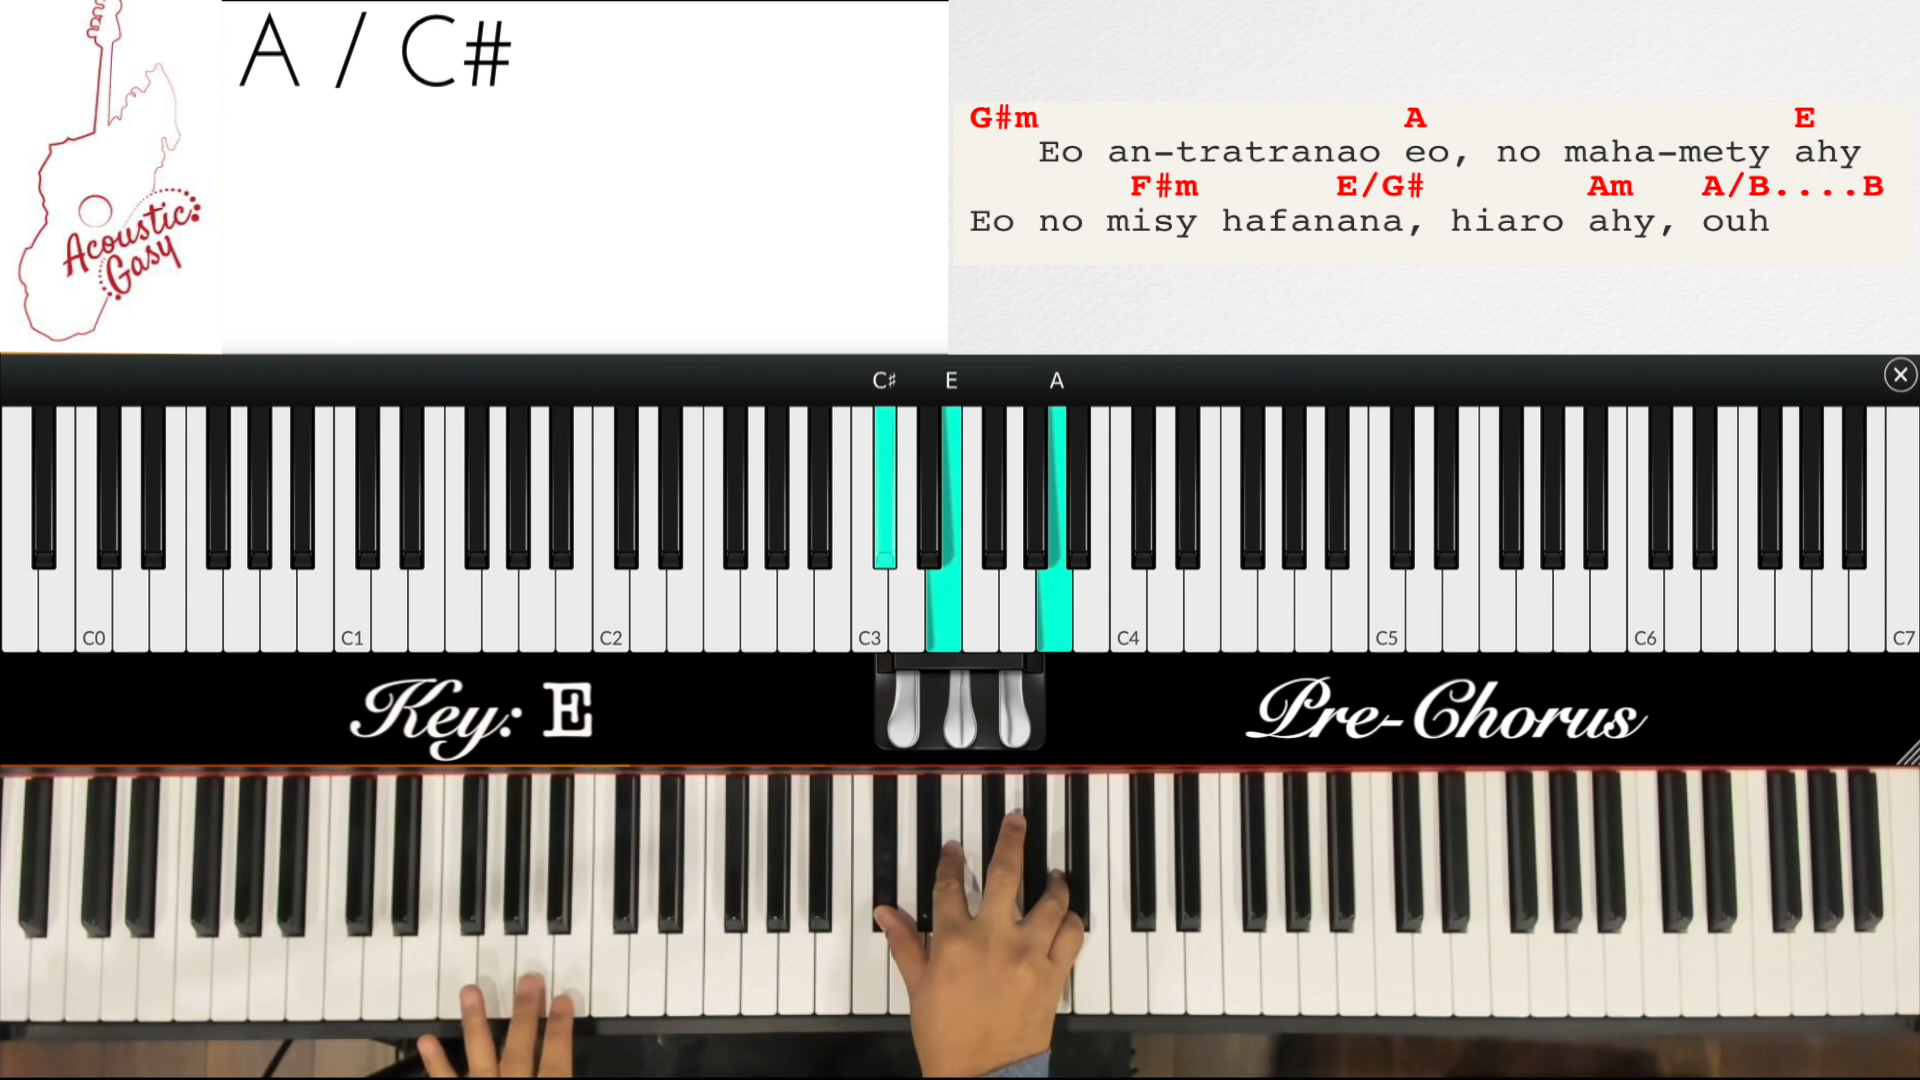 A / C#
Acoustic
Gasy
G#m A E
Eo an-tratranao eo, no maha-mety ahy
F#m E/G# Am A/B....B
Eo no misy hafanana, hiaro ahy, ouh
C♯ E A
C0 C1 C2 C3 C4 C5 C6 C7
Key: E
Pre-Chorus